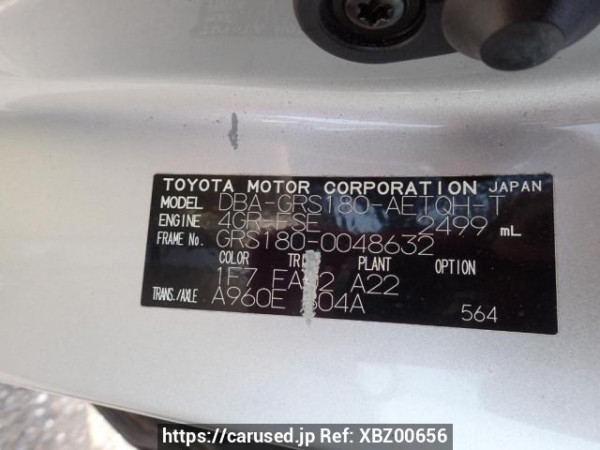 TOYOTA MOTOR CORPORATION JAPAN
MODEL DBA-GRS180-AETQH-T
ENGINE 4GR-FSE 2499 mL
FRAME No. GRS180-0048632
COLOR PLANT OPTION
1F7 A22
TRANS./AXLE A960E
564
https://carused.jp Ref: XBZ00656